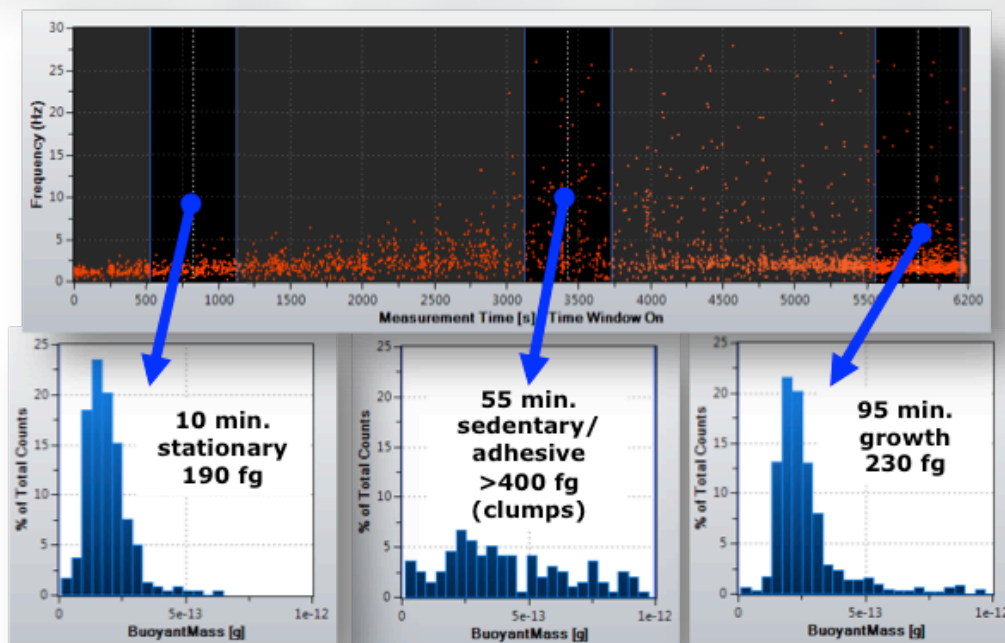 30
25
20
15
10
5
0
Frequency (Hz)
0 500 1000 1500 2000 2500 3000 3500 4000 4500 5000 550 6200
Measurement Time [s] Time Window On
25
20
15
10
5
0
% of Total Counts
10 min.
stationary
190 fg
0 5e-13 1e-12
BuoyantMass [g]
25
20
15
10
5
0
% of Total Counts
55 min.
sedentary/
adhesive
>400 fg
(clumps)
0 5e-13 1e-12
BuoyantMass [g]
25
20
15
10
5
0
% of Total Counts
95 min.
growth
230 fg
0 5e-13 1e-12
BuoyantMass [g]